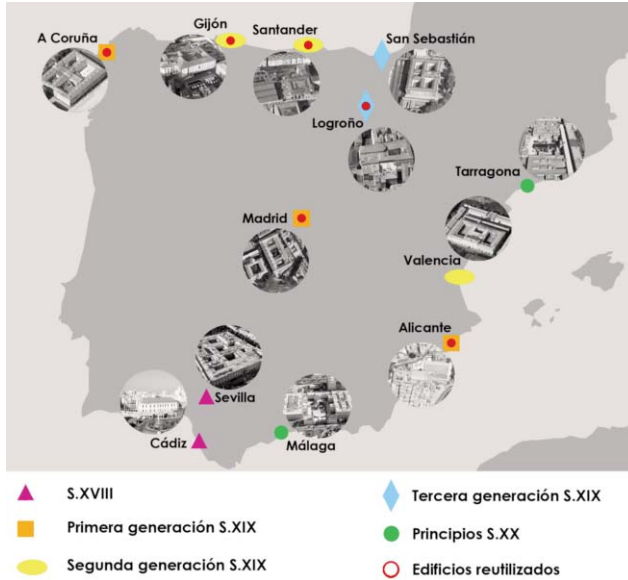 Gijón
Santander
A Coruña
San Sebastián
Logroño
Tarragona
Madrid
Valencia
Alicante
Sevilla
Cádiz
Málaga
S.XVIII
Primera generación S.XIX
Segunda generación S.XIX
Tercera generación S.XIX
Principios S.XX
Edificios reutilizados